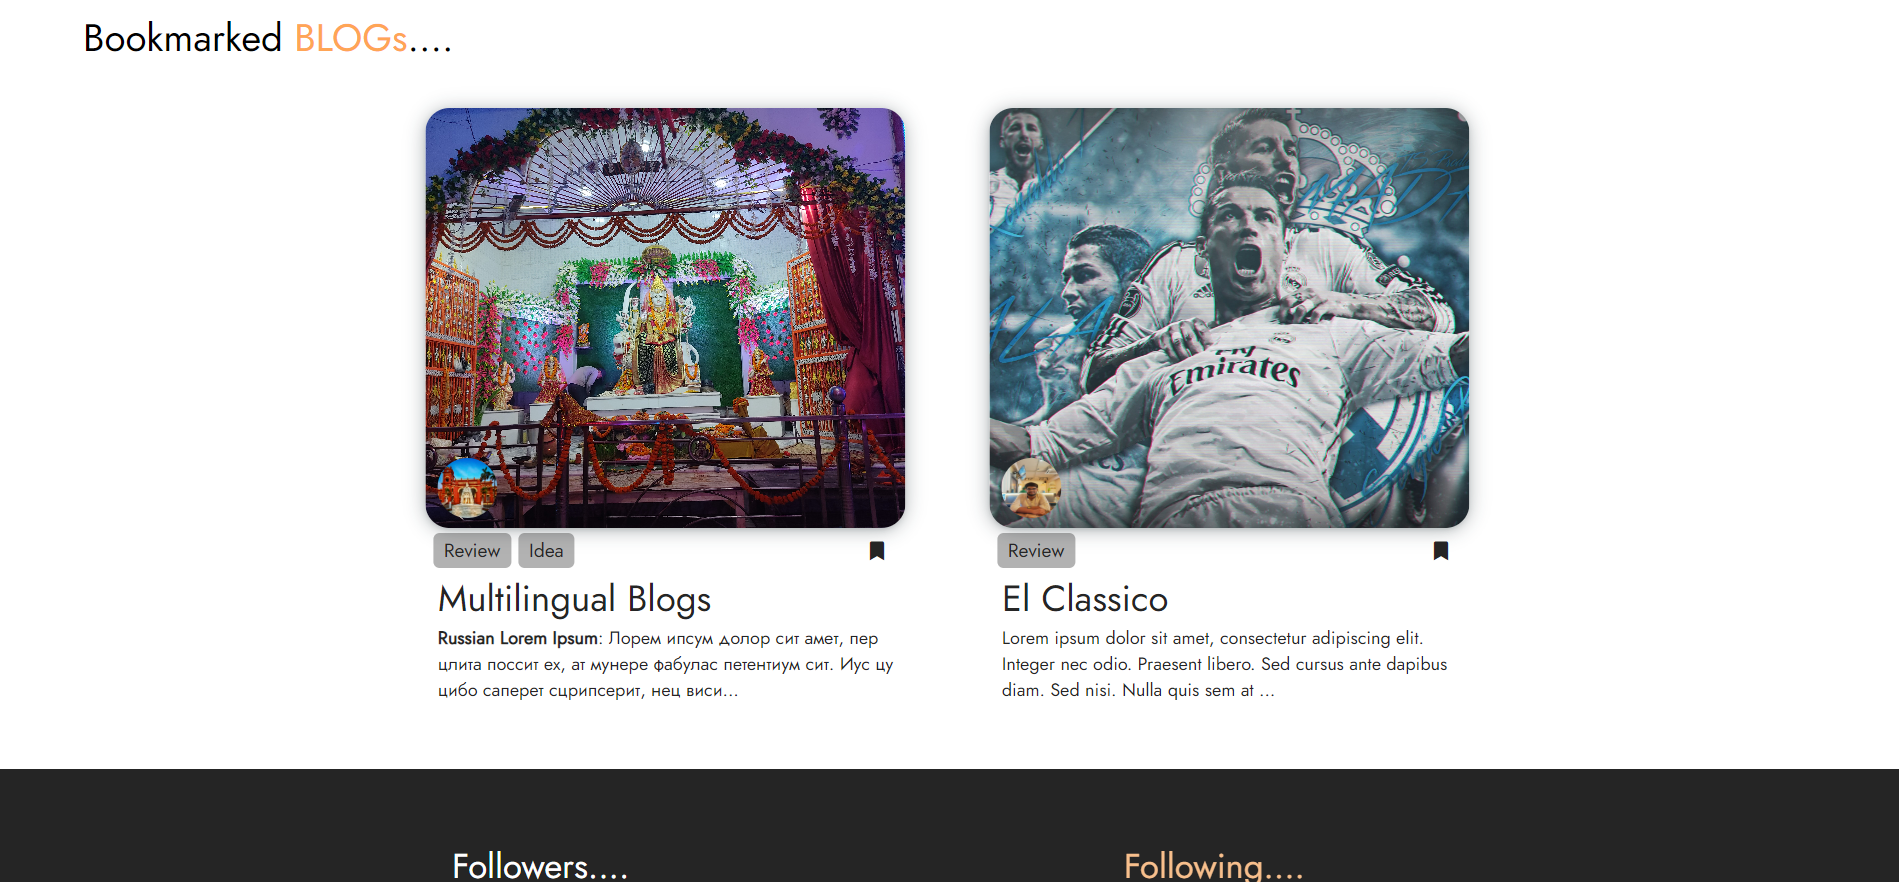 Bookmarked BLOGs....
Review Idea
Multilingual Blogs
Russian Lorem Ipsum: Лорем ипсум долор сит амет, пер
цлита поссит ех, ат мунере фабулас петентиум сит. Иус цу
цибо саперет сцрипсерит, нец виси...
Emirates
Review
El Classico
Lorem ipsum dolor sit amet, consectetur adipiscing elit.
Integer nec odio. Praesent libero. Sed cursus ante dapibus
diam. Sed nisi. Nulla quis sem at ...
Followers....
Following....